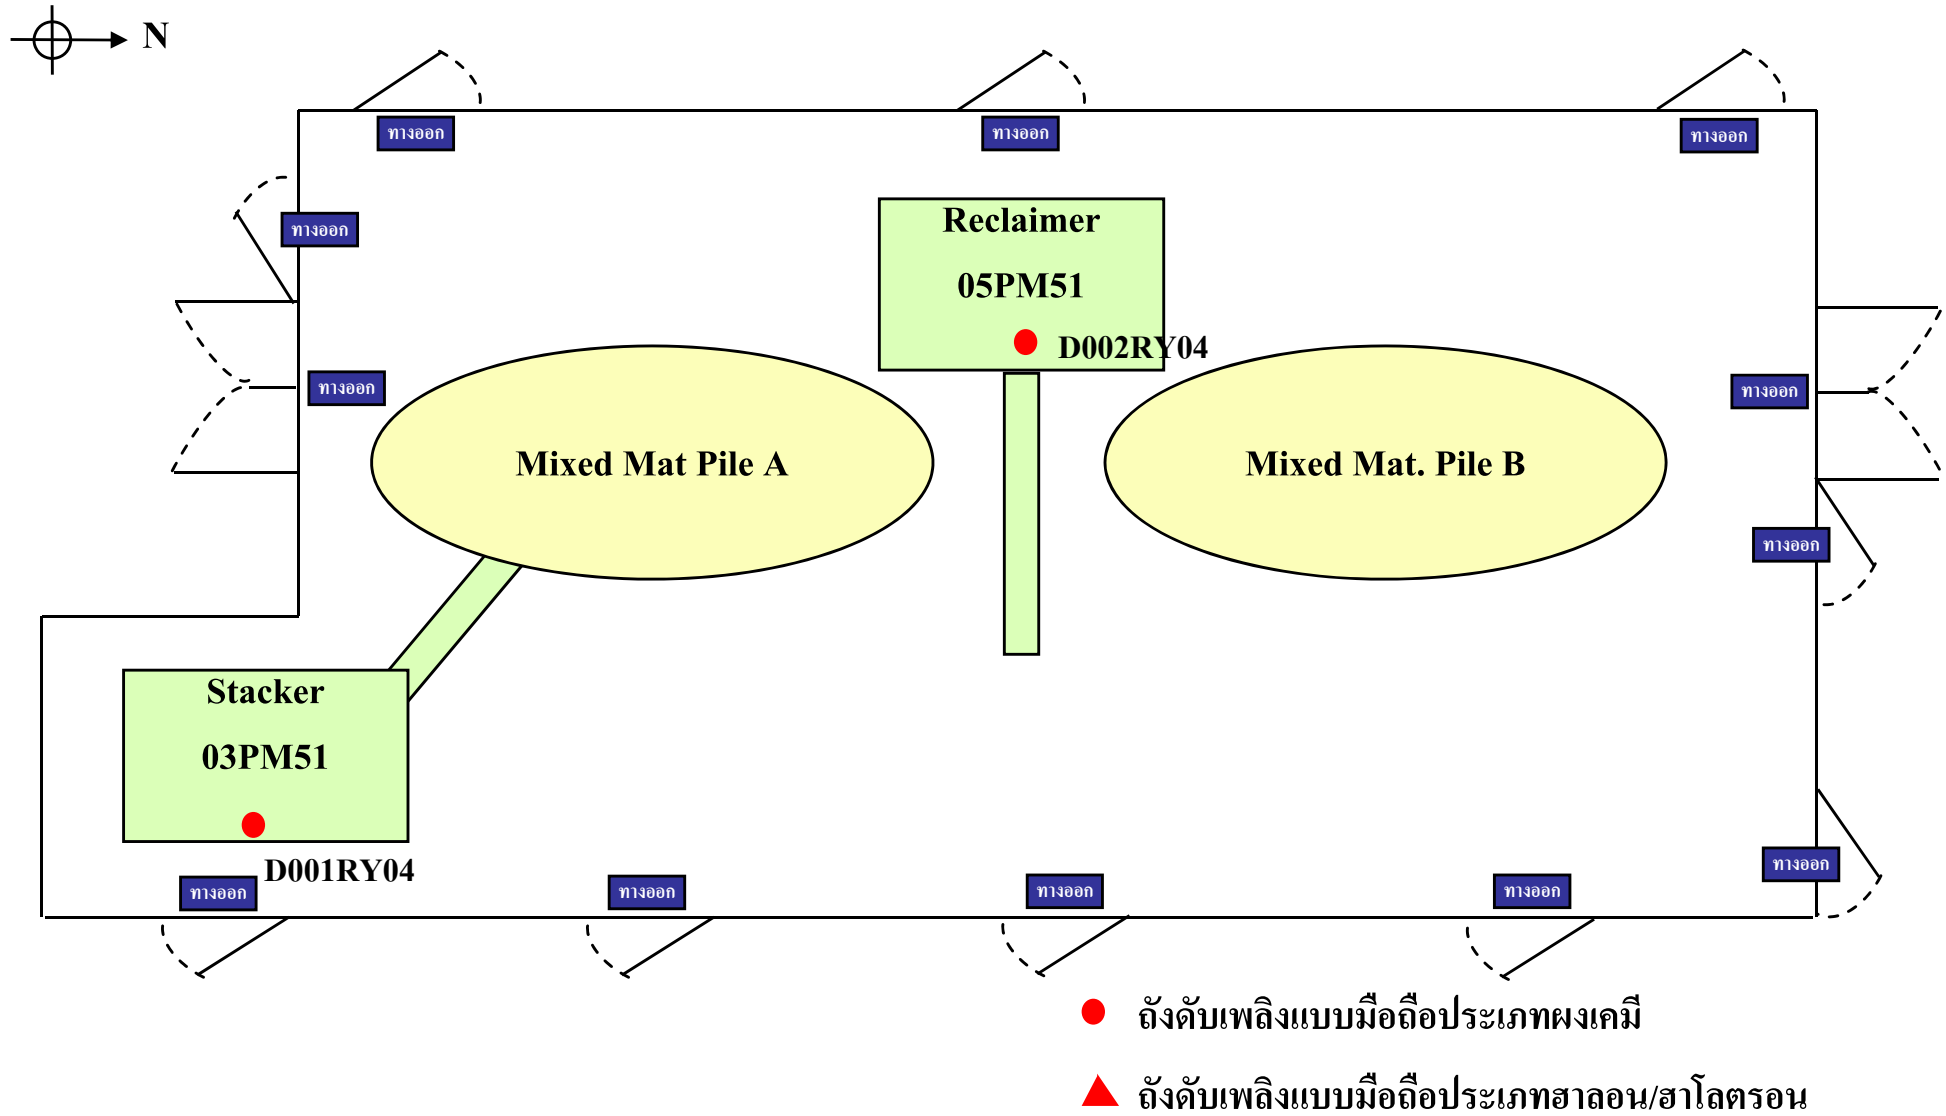 N
ทางออก
ทางออก
ทางออก
ทางออก
Reclaimer
05PM51
D002RY04
ทางออก
ทางออก
Mixed Mat Pile A
Mixed Mat. Pile B
ทางออก
Stacker
03PM51
D001RY04
ทางออก
ทางออก
ทางออก
ทางออก
ทางออก
ถังดับเพลิงแบบมือถือประเภทผงเคมี
ถังดับเพลิงแบบมือถือประเภทฮาลอน/ฮาโลตรอน